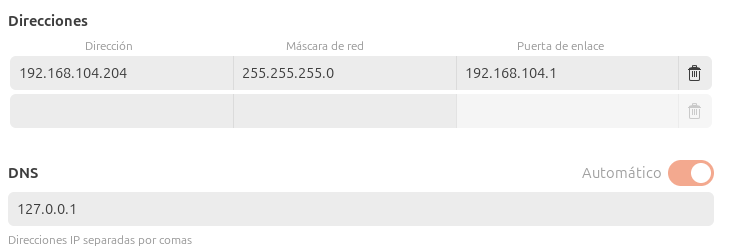 Direcciones
Dirección Máscara de red Puerta de enlace
192.168.104.204 255.255.255.0 192.168.104.1
DNS Automático
127.0.0.1
Direcciones IP separadas por comas